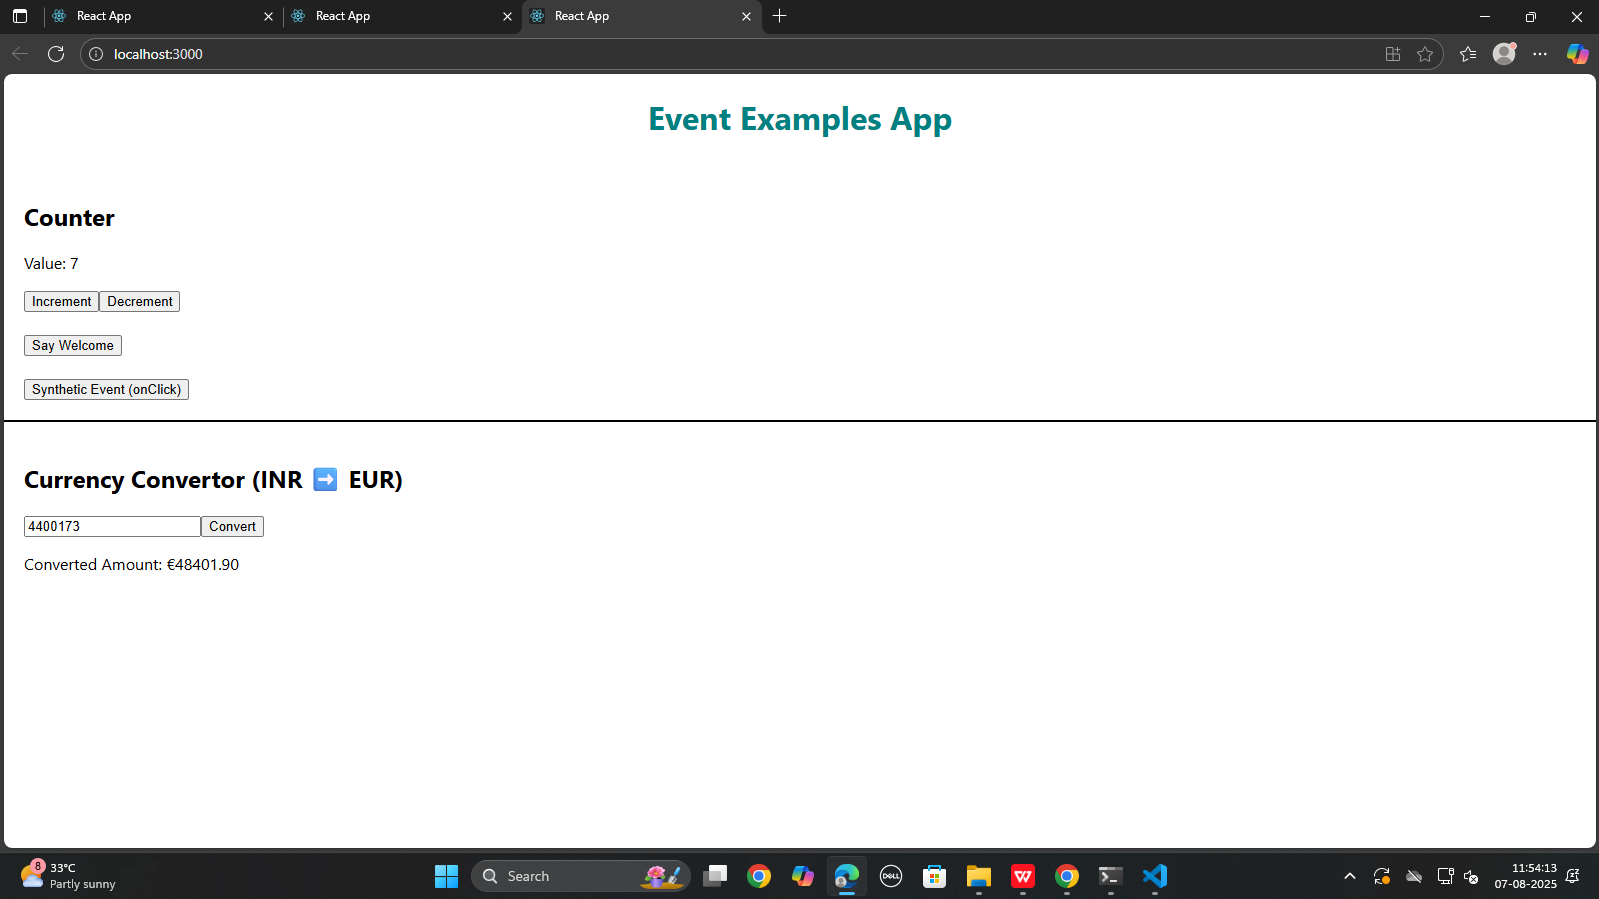 React App
React App
React App
localhost:3000
Event Examples App
Counter
Value: 7
Increment Decrement
Say Welcome
Synthetic Event (onClick)
Currency Convertor (INR ➡️ EUR)
4400173 Convert
Converted Amount: €48401.90
8
33°C
Partly sunny
Search
DELL
W
11:54:13
07-08-2025